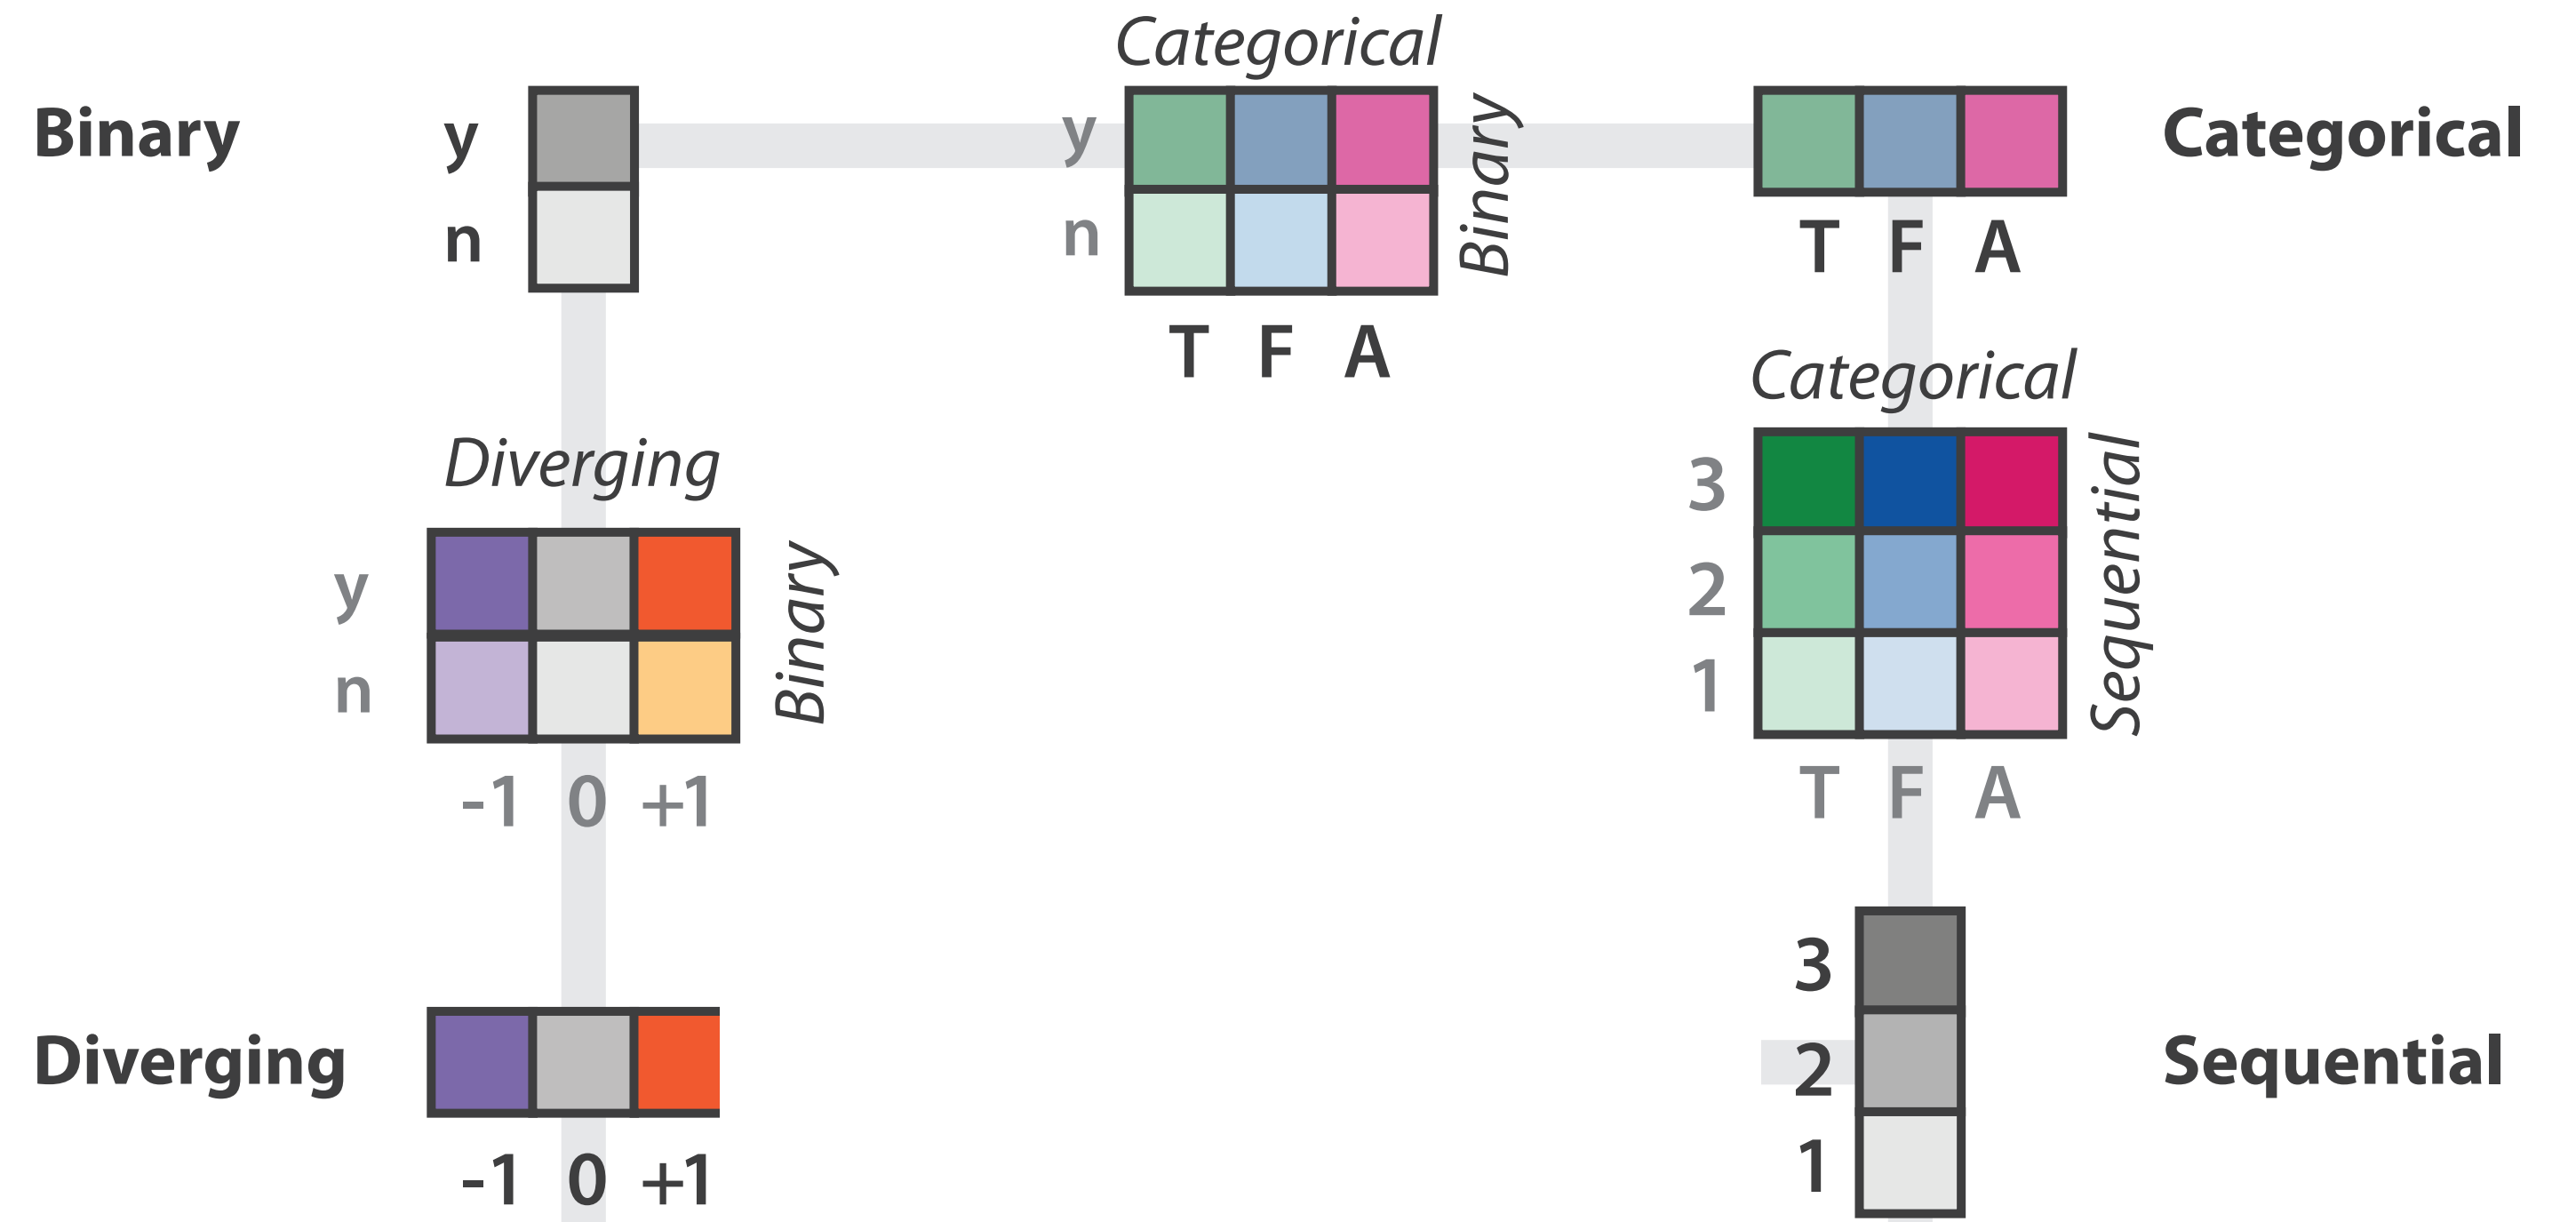 Categorical
Binary
y
n
y
n
Binary
T F A
T F A
Categorical
Diverging
y
n
Binary
-1 0 +1
Categorical
3
2
1
Sequential
T F A
Diverging
-1 0 +1
3
2
1
Sequential